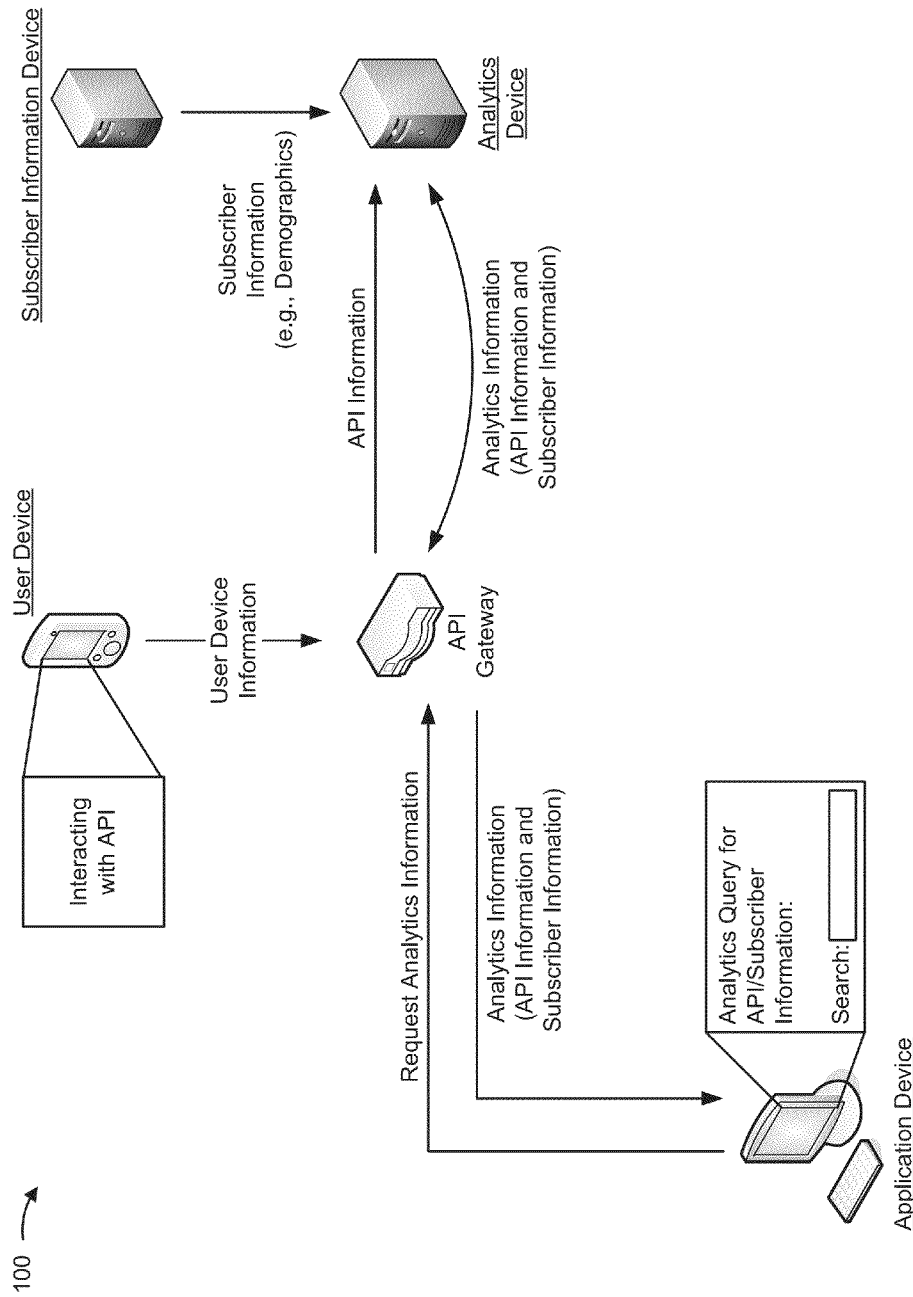 100
User Device
Subscriber Information Device
Interacting
with API
User Device
Information
Subscriber
Information
(e.g., Demographics)
API Information
API
Gateway
Analytics
Device
Request Analytics Information
Analytics Information
(API Information and
Subscriber Information)
Analytics Information
(API Information and
Subscriber Information)
Analytics Query for
API/Subscriber
Information:
Search:
Application Device